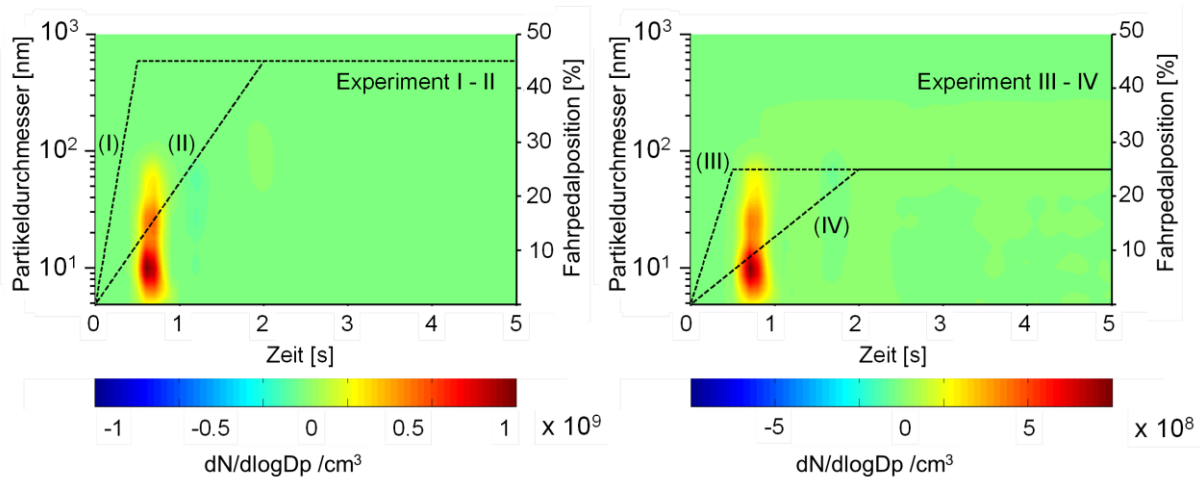 Partikeldurchmesser [nm]
10³
10²
10¹
Experiment I - II
(I)
(II)
50
40
30
20
10
Fahrpedalposition [%]
0 1 2 3 4 5
Zeit [s]
-1 -0.5 0 0.5 1 x 10⁹
dN/dlogDp /cm³
Partikeldurchmesser [nm]
10³
10²
10¹
Experiment III - IV
(III)
(IV)
50
40
30
20
10
Fahrpedalposition [%]
0 1 2 3 4 5
Zeit [s]
-5 0 5 x 10⁸
dN/dlogDp /cm³